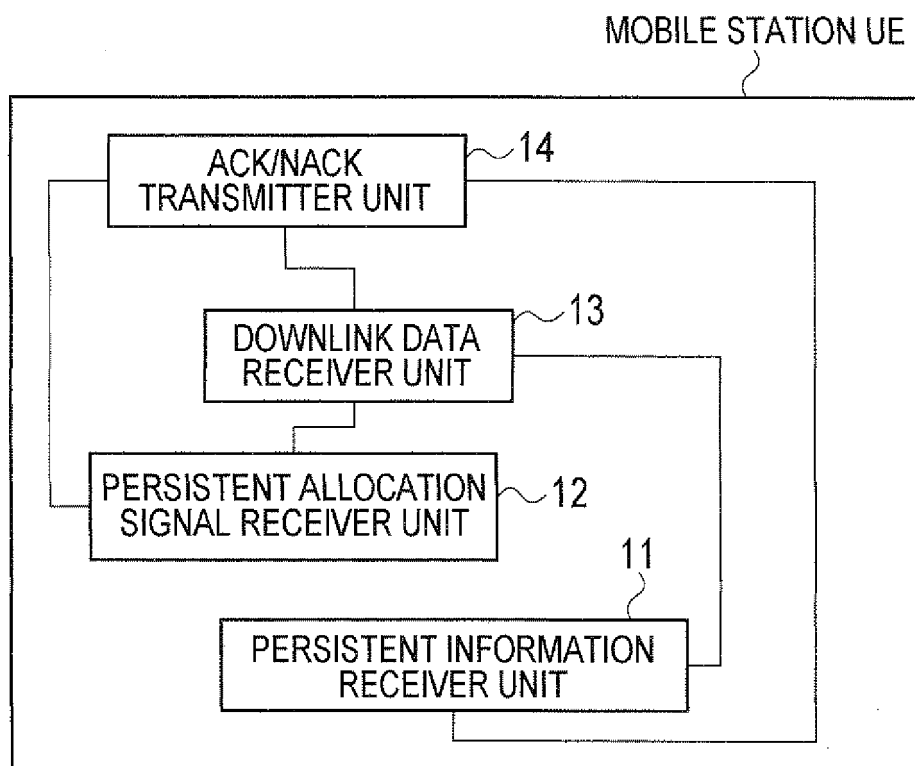 MOBILE STATION UE
ACK/NACK
TRANSMITTER UNIT
14
DOWNLINK DATA
RECEIVER UNIT
13
PERSISTENT ALLOCATION
SIGNAL RECEIVER UNIT
12
11
PERSISTENT INFORMATION
RECEIVER UNIT